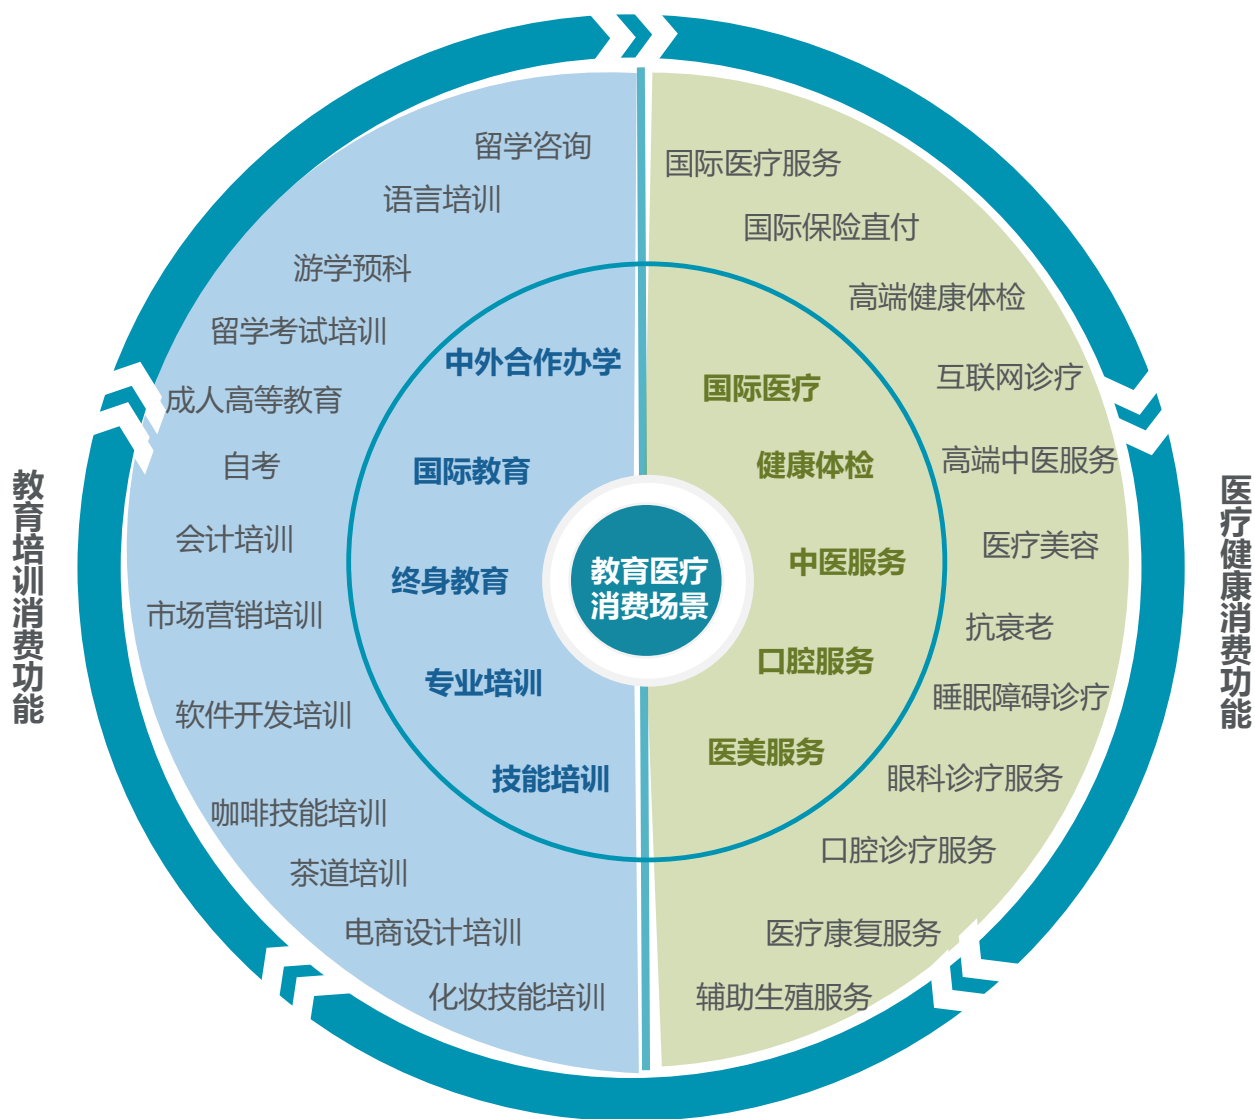 教育培训消费功能
留学咨询
语言培训
游学预科
留学考试培训
成人高等教育
自考
会计培训
市场营销培训
软件开发培训
咖啡技能培训
茶道培训
电商设计培训
化妆技能培训
中外合作办学
国际教育
终身教育
专业培训
技能培训
教育医疗
消费场景
国际医疗
健康体检
中医服务
口腔服务
医美服务
国际医疗服务
国际保险直付
高端健康体检
互联网诊疗
高端中医服务
医疗美容
抗衰老
睡眠障碍诊疗
眼科诊疗服务
口腔诊疗服务
医疗康复服务
辅助生殖服务
医疗健康消费功能